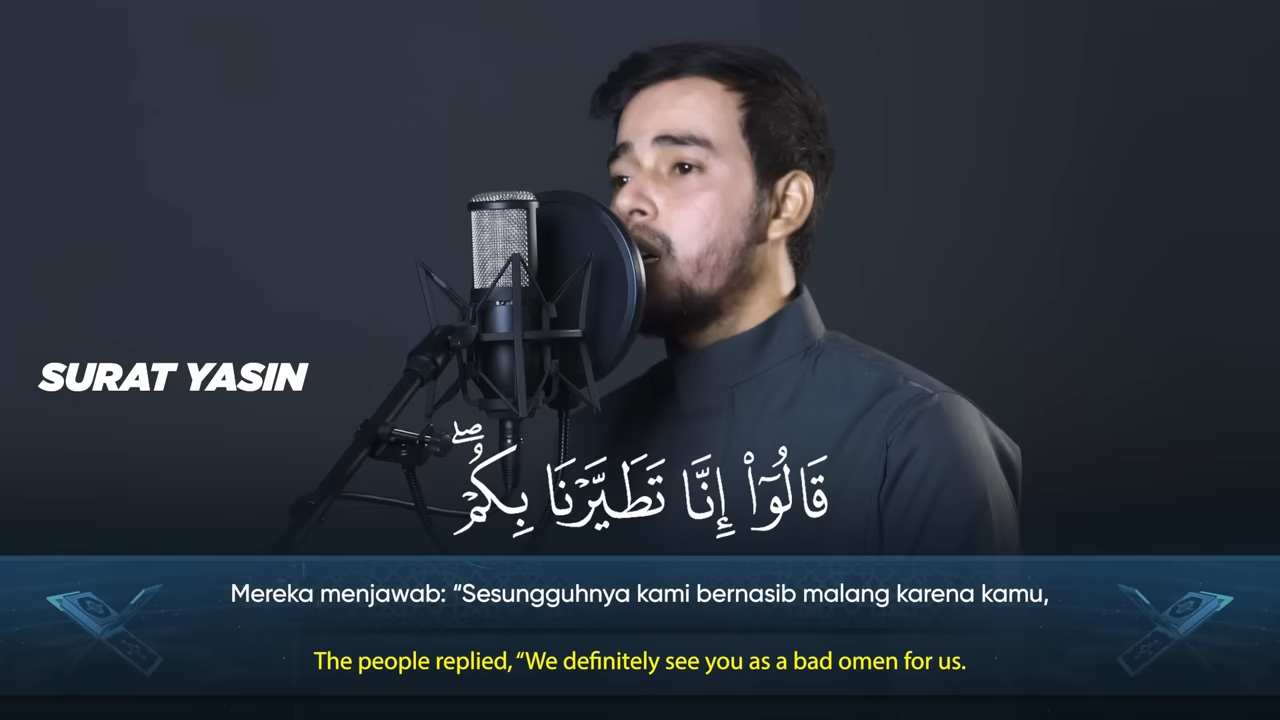 SURAT YASIN
قَالُوٓا۟ إِنَّا تَطَيَّرْنَا بِكُمْ ۖ
Mereka menjawab: “Sesungguhnya kami bernasib malang karena kamu,
The people replied, “We definitely see you as a bad omen for us.